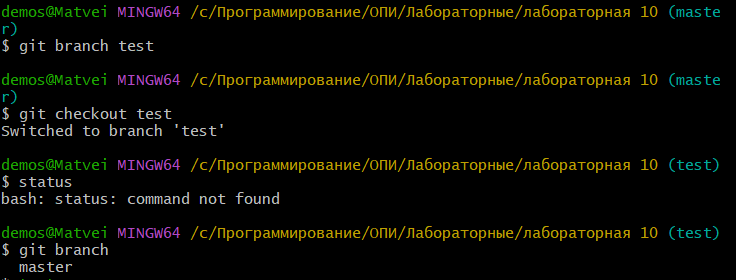 demos@Matvei MINGW64 /c/Программирование/ОПИ/Лабораторные/лабораторная 10 (maste
r)
$ git branch test
demos@Matvei MINGW64 /c/Программирование/ОПИ/Лабораторные/лабораторная 10 (maste
r)
$ git checkout test
Switched to branch 'test'
demos@Matvei MINGW64 /c/Программирование/ОПИ/Лабораторные/лабораторная 10 (test)
$ status
bash: status: command not found
demos@Matvei MINGW64 /c/Программирование/ОПИ/Лабораторные/лабораторная 10 (test)
$ git branch
  master